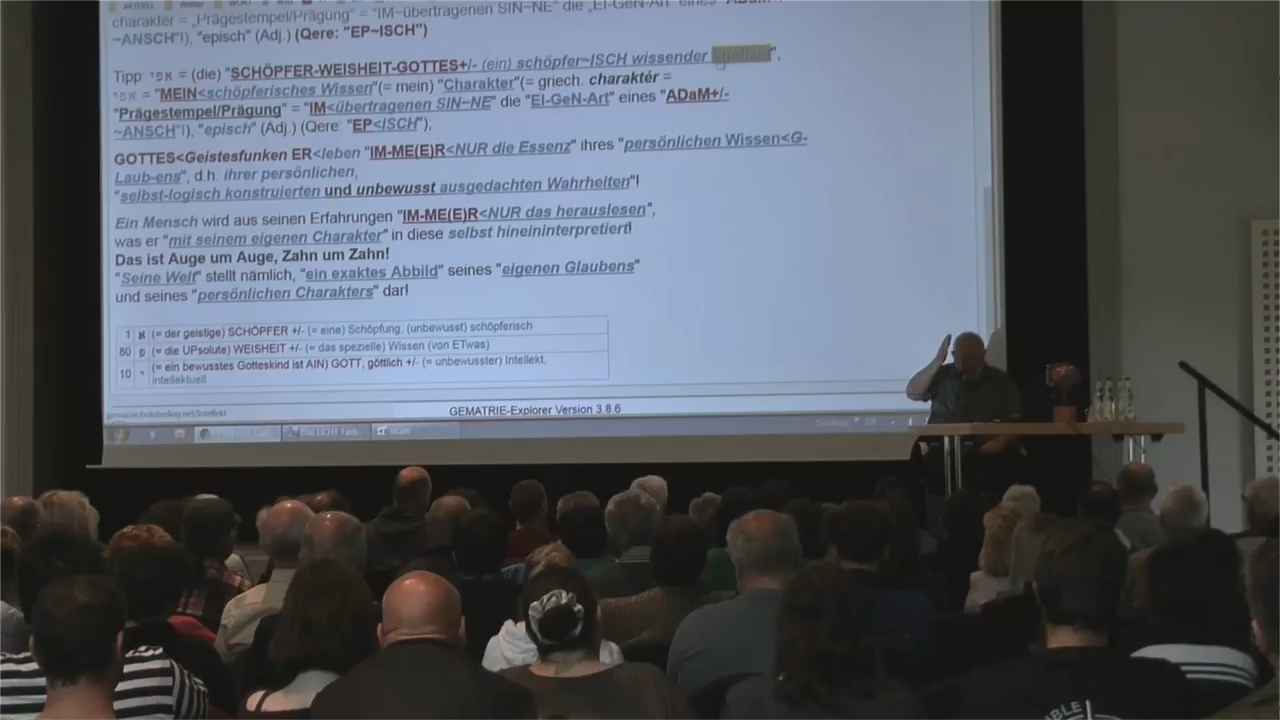 charakter = „Prägestempel/Prägung" = "IM~übertragenen SIN~NE" die „EI-GeN-Art" eines "ADaM+/-
~ANSCH"!), "episch" (Adj.) (Qere: "EP~ISCH")
Tipp: אפי = (die) "SCHÖPFER-WEISHEIT-GOTTES+/- (ein) schöpfer~ISCH wissender Intellekt",
אפי = "MEIN<schöpferisches Wissen"(= mein) "Charakter"(= griech. charaktér =
"Prägestempel/Prägung" = "IM<übertragenen SIN~NE" die "EI-GeN-Art" eines "ADaM+/-
~ANSCH"!), "episch" (Adj.) (Qere: "EP<ISCH"),
GOTTES<Geistesfunken ER<leben "IM-ME(E)R<NUR die Essenz" ihres "persönlichen Wissen<G-
Laub-ens", d.h. ihrer persönlichen,
"selbst-logisch konstruierten und unbewusst ausgedachten Wahrheiten"!
Ein Mensch wird aus seinen Erfahrungen "IM-ME(E)R<NUR das herauslesen",
was er "mit seinem eigenen Charakter" in diese selbst hineininterpretiert!
Das ist Auge um Auge, Zahn um Zahn!
"Seine Welt" stellt nämlich, "ein exaktes Abbild" seines "eigenen Glaubens"
und seines "persönlichen Charakters" dar!
1 א (= der geistige) SCHÖPFER +/- (= eine) Schöpfung, (unbewusst) schöpferisch
80 פ (= die UPsolute) WEISHEIT +/- (= das spezielle) Wissen (von ETwas)
10 י (= ein bewusstes Gotteskind ist AIN) GOTT, göttlich +/- (= unbewusster) Intellekt,
intellektuell
GEMATRIE-Explorer Version 3.8.6